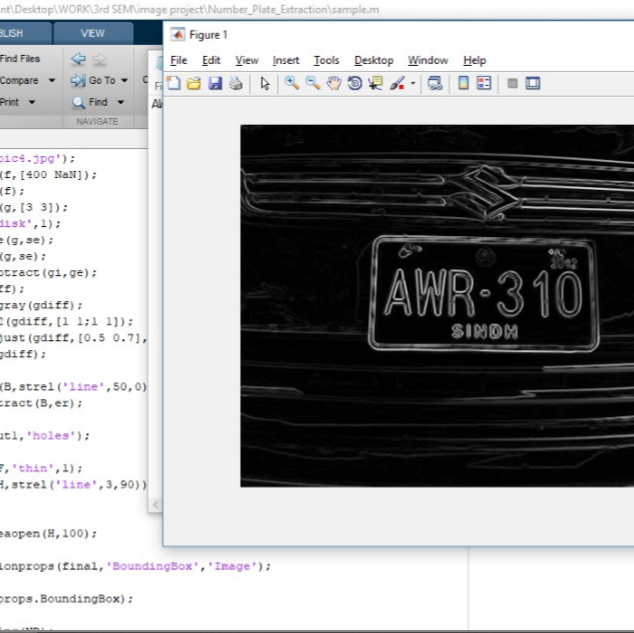 nt\Desktop\WORK\3rd SEM\image project\Number_Plate_Extraction\sample.m
BLISH VIEW
Find Files
Compare
Print
Go To
Find
NAVIGATE
Figure 1
File Edit View Insert Tools Desktop Window Help
pic4.jpg');
(f,[400 NaN]);
(f);
(g,[3 3]);
disk',1);
e(g,se);
(g,se);
btract(gi,ge);
ff);
gray(gdiff);
2(gdiff,[1 1;1 1]);
just(gdiff,[0.5 0.7],
gdiff);
(B,strel('line',50,0)
tract(B,er);
ut1,'holes');
F,'thin',1);
H,strel('line',3,90))
eaopen(H,100);
ionprops(final,'BoundingBox','Image');
props.BoundingBox);
AWR-310
SINDH